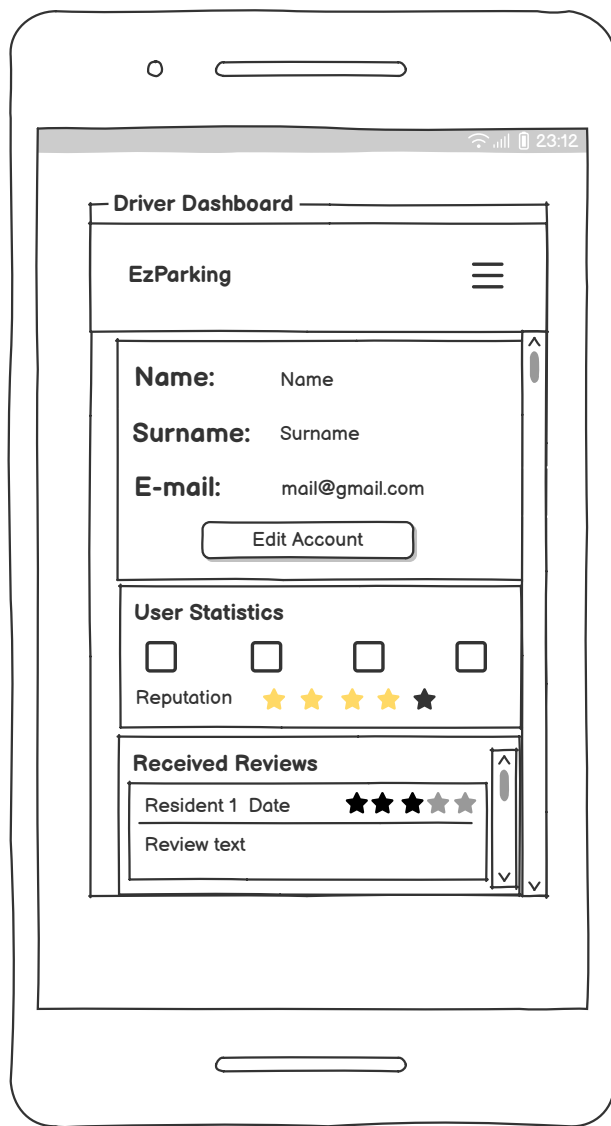 23:12
Driver Dashboard
EzParking
Name: Name
Surname: Surname
E-mail: mail@gmail.com
Edit Account
User Statistics
Reputation
Received Reviews
Resident 1 Date
Review text